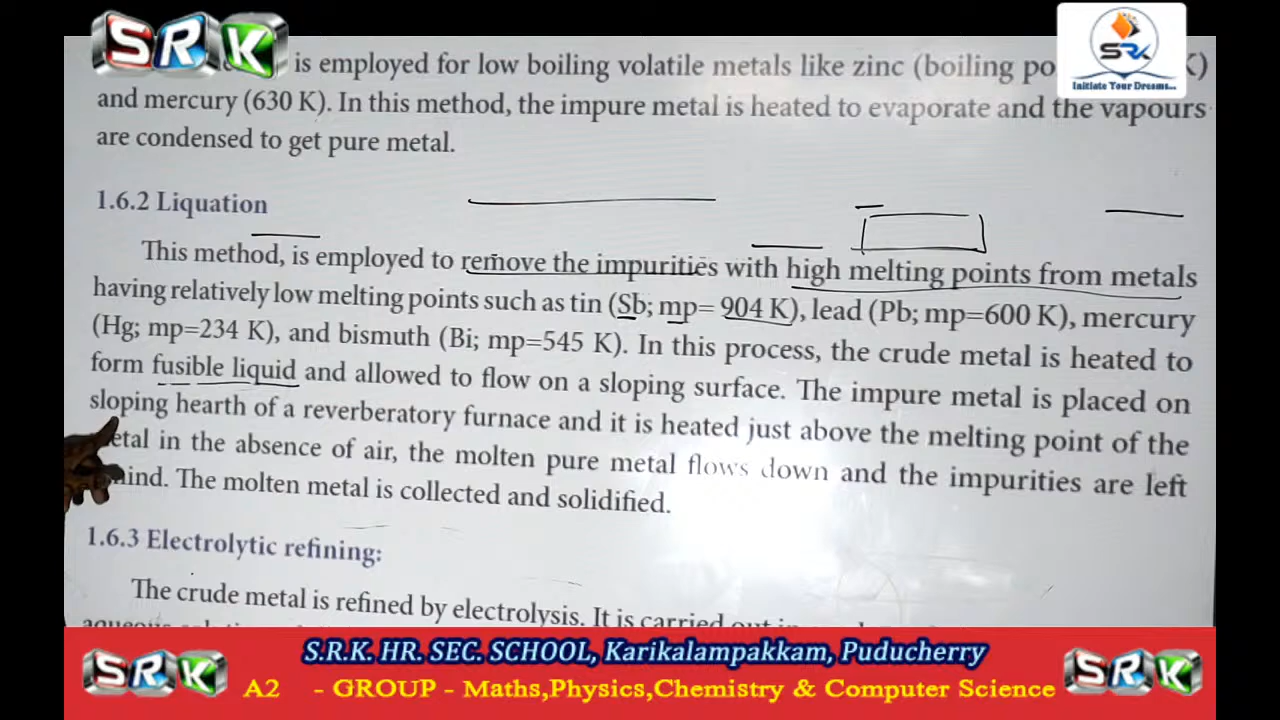 SRK
SRK
Initiate Your Dreams...
is employed for low boiling volatile metals like zinc (boiling po K)
and mercury (630 K). In this method, the impure metal is heated to evaporate and the vapours
are condensed to get pure metal.
1.6.2 Liquation
This method, is employed to remove the impurities with high melting points from metals
having relatively low melting points such as tin (Sb; mp= 904 K), lead (Pb; mp=600 K), mercury
(Hg; mp=234 K), and bismuth (Bi; mp=545 K). In this process, the crude metal is heated to
form fusible liquid and allowed to flow on a sloping surface. The impure metal is placed on
sloping hearth of a reverberatory furnace and it is heated just above the melting point of the
etal in the absence of air, the molten pure metal flows down and the impurities are left
hind. The molten metal is collected and solidified.
1.6.3 Electrolytic refining:
The crude metal is refined by electrolysis. It is carried out in
aqueous
S.R.K. HR. SEC. SCHOOL, Karikalampakkam, Puducherry
SRK
SRK
A2 - GROUP - Maths,Physics,Chemistry & Computer Science